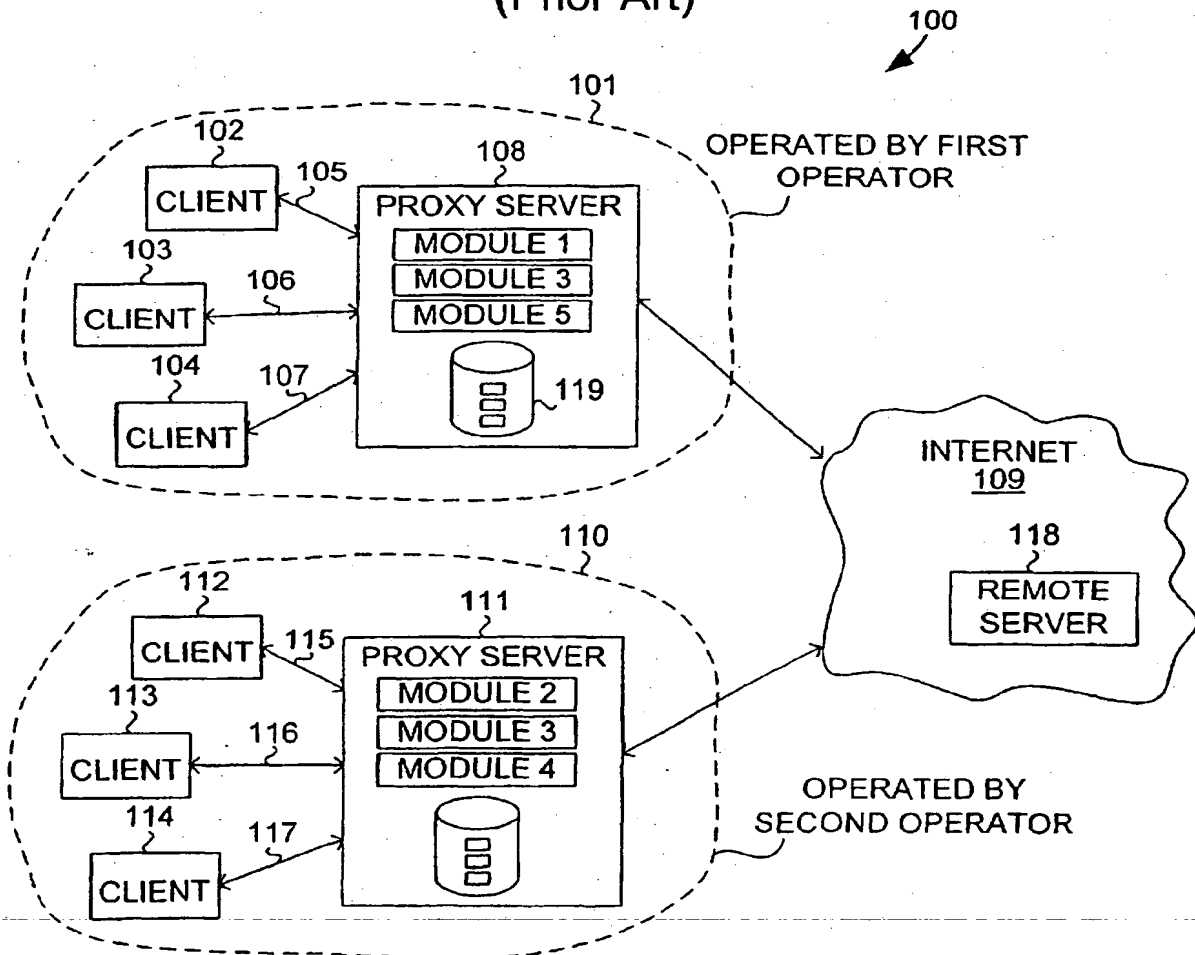 (Prior Art)
100
101
OPERATED BY FIRST
OPERATOR
102
CLIENT
105
103
CLIENT
106
104
CLIENT
107
108
PROXY SERVER
MODULE 1
MODULE 3
MODULE 5
119
INTERNET
109
118
REMOTE
SERVER
110
112
CLIENT
115
113
CLIENT
116
114
CLIENT
117
111
PROXY SERVER
MODULE 2
MODULE 3
MODULE 4
OPERATED BY
SECOND OPERATOR